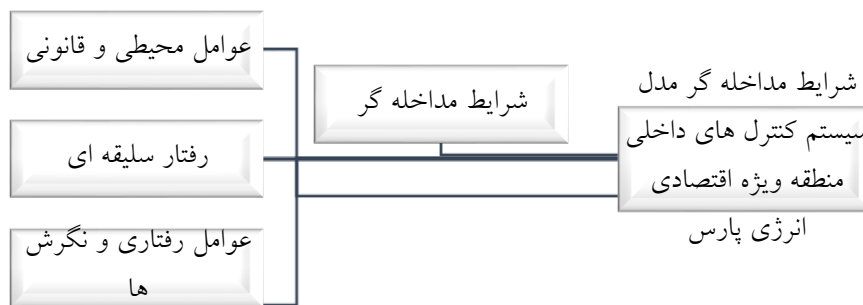 شرایط مداخله گر مدل
سیستم کنترل های داخلی
منطقه ویژه اقتصادی
انرژی پارس
شرایط مداخله گر
عوامل محیطی و قانونی
رفتار سلیقه ای
عوامل رفتاری و نگرش
ها